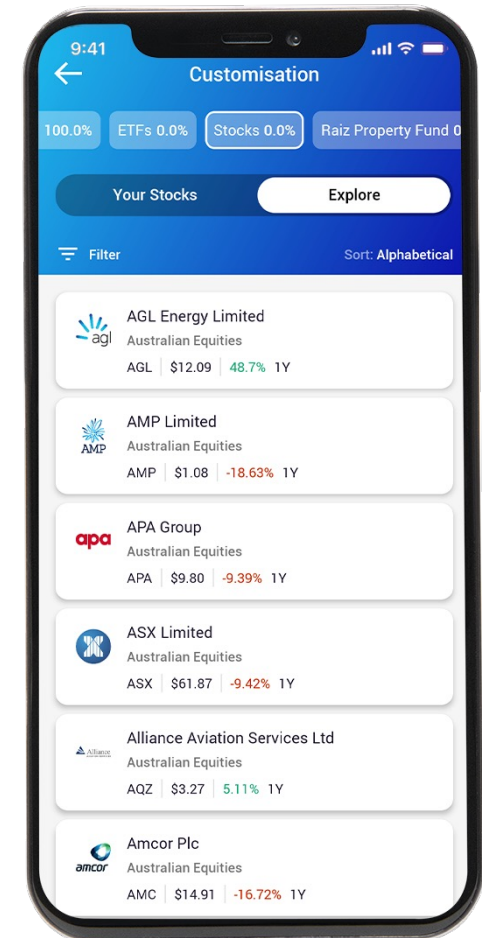 9:41
Customisation
100.0%
ETFs 0.0%
Stocks 0.0%
Raiz Property Fund 0
Your Stocks
Explore
Filter
Sort: Alphabetical
agl
AGL Energy Limited
Australian Equities
AGL $12.09 48.7% 1Y
AMP
AMP Limited
Australian Equities
AMP $1.08 -18.63% 1Y
apa
APA Group
Australian Equities
APA $9.80 -9.39% 1Y
ASX Limited
Australian Equities
ASX $61.87 -9.42% 1Y
Alliance
Alliance Aviation Services Ltd
Australian Equities
AQZ $3.27 5.11% 1Y
amcor
Amcor Plc
Australian Equities
AMC $14.91 -16.72% 1Y